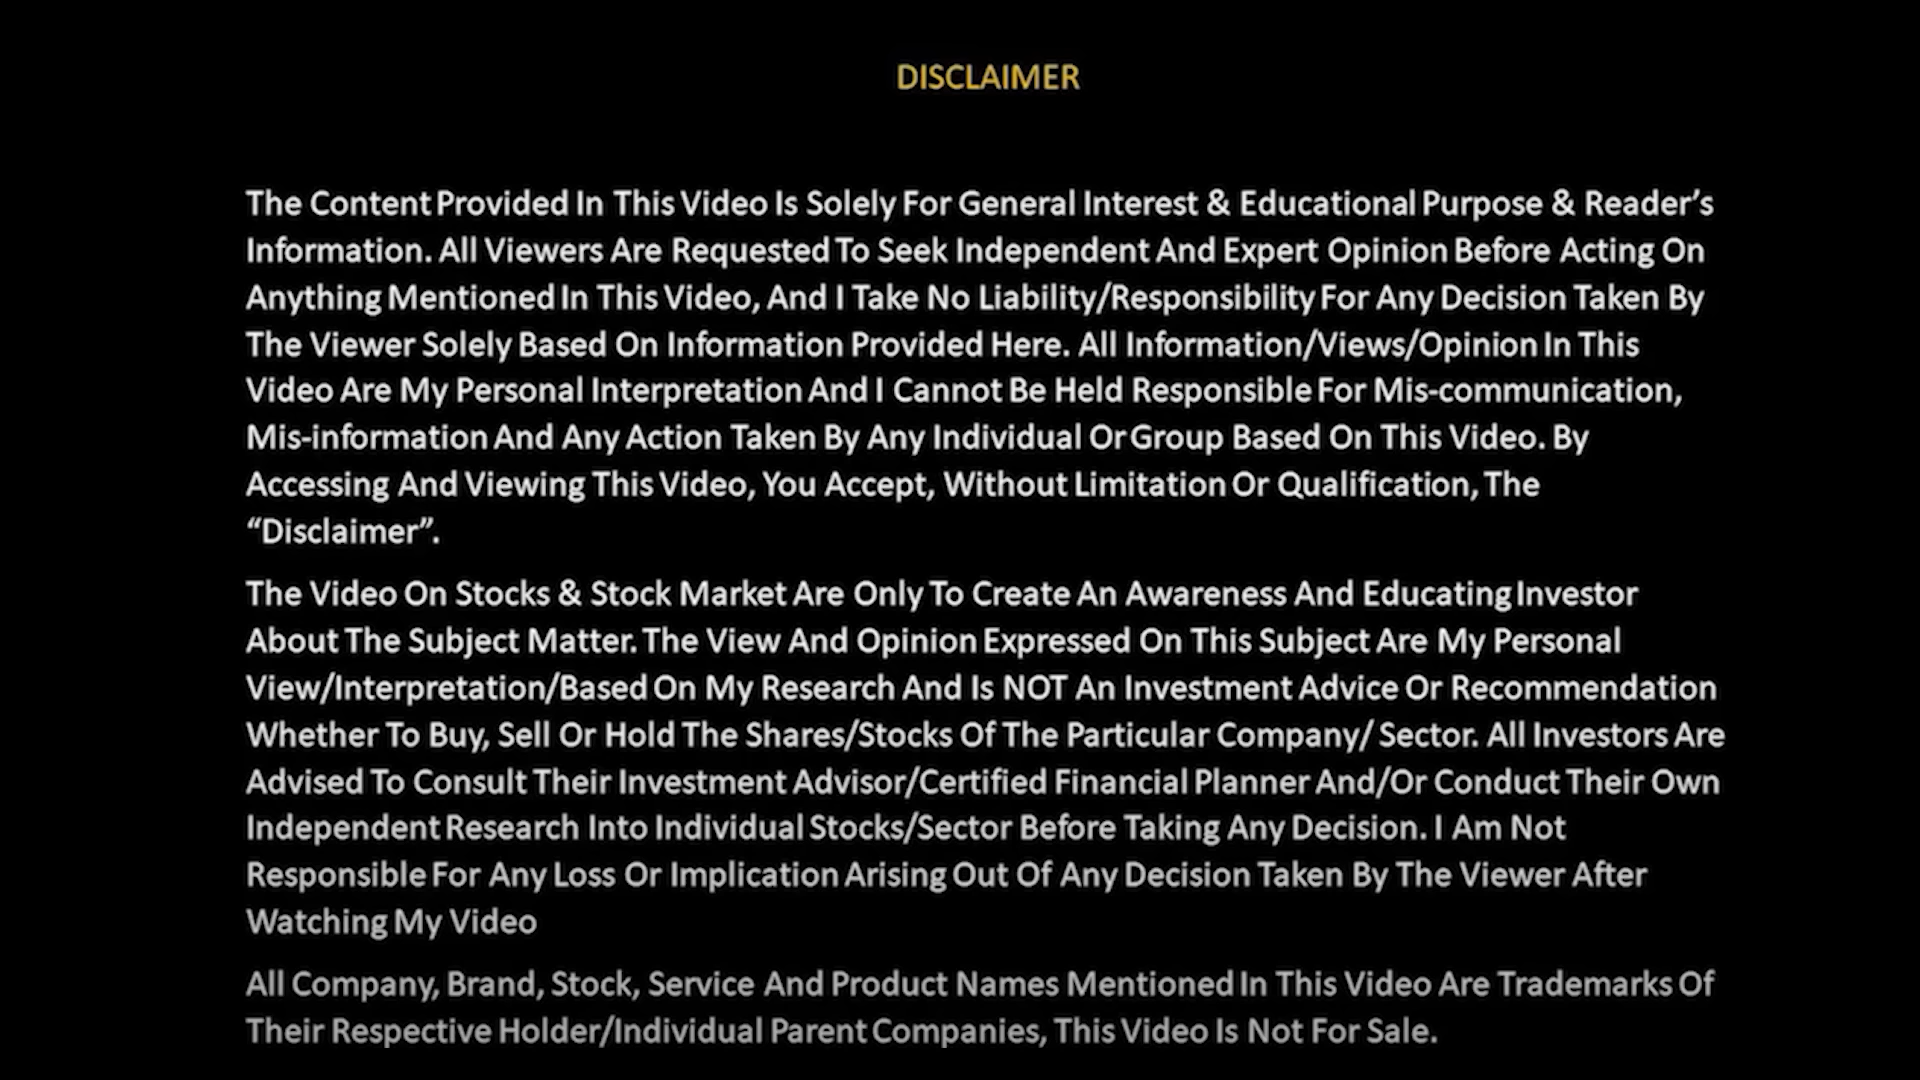 DISCLAIMER
The Content Provided In This Video Is Solely For General Interest & Educational Purpose & Reader’s
Information. All Viewers Are Requested To Seek Independent And Expert Opinion Before Acting On
Anything Mentioned In This Video, And I Take No Liability/Responsibility For Any Decision Taken By
The Viewer Solely Based On Information Provided Here. All Information/Views/Opinion In This
Video Are My Personal Interpretation And I Cannot Be Held Responsible For Mis-communication,
Mis-information And Any Action Taken By Any Individual Or Group Based On This Video. By
Accessing And Viewing This Video, You Accept, Without Limitation Or Qualification, The
“Disclaimer”.
The Video On Stocks & Stock Market Are Only To Create An Awareness And Educating Investor
About The Subject Matter. The View And Opinion Expressed On This Subject Are My Personal
View/Interpretation/Based On My Research And Is NOT An Investment Advice Or Recommendation
Whether To Buy, Sell Or Hold The Shares/Stocks Of The Particular Company/ Sector. All Investors Are
Advised To Consult Their Investment Advisor/Certified Financial Planner And/Or Conduct Their Own
Independent Research Into Individual Stocks/Sector Before Taking Any Decision. I Am Not
Responsible For Any Loss Or Implication Arising Out Of Any Decision Taken By The Viewer After
Watching My Video
All Company, Brand, Stock, Service And Product Names Mentioned In This Video Are Trademarks Of
Their Respective Holder/Individual Parent Companies, This Video Is Not For Sale.